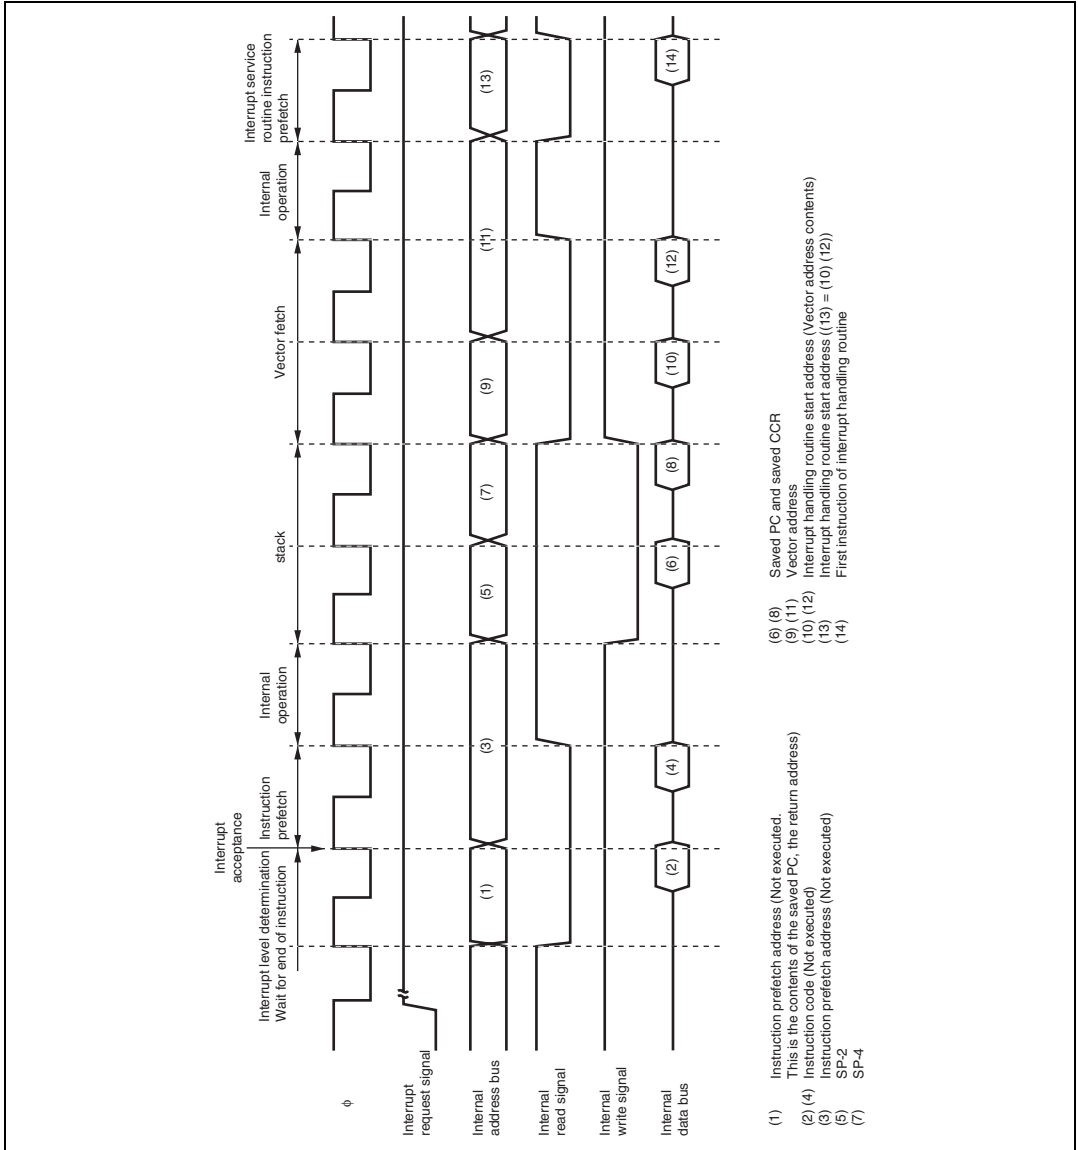 Interrupt
acceptance
Interrupt level determination
Wait for end of instruction
Instruction
prefetch
Internal
operation
stack
Vector fetch
Internal
operation
Interrupt service
routine instruction
prefetch
φ
Interrupt
request signal
Internal
address bus
(1)
(3)
(5)
(7)
(9)
(11)
(13)
Internal
read signal
Internal
write signal
Internal
data bus
(2)
(4)
(6)
(8)
(10)
(12)
(14)
(1) Instruction prefetch address (Not executed.
This is the contents of the saved PC, the return address)
(2) (4) Instruction code (Not executed)
(3) Instruction prefetch address (Not executed)
(5) SP-2
(7) SP-4
(6) (8) Saved PC and saved CCR
(9) (11) Vector address
(10) (12) Interrupt handling routine start address (Vector address contents)
(13) Interrupt handling routine start address ((13) = (10) (12))
(14) First instruction of interrupt handling routine